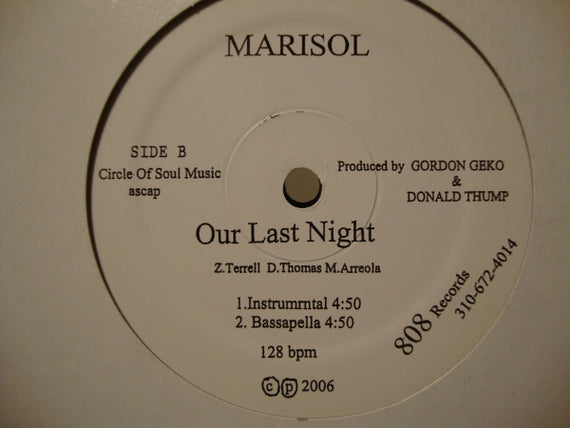 MARISOL
SIDE B
Circle Of Soul Music
ascap
Produced by GORDON GEKO
&
DONALD THUMP
Our Last Night
Z.Terrell D.Thomas M.Arreola
1.Instrumrntal 4:50
2. Bassapella 4:50
128 bpm
©℗ 2006
808 Records
310-672-4014